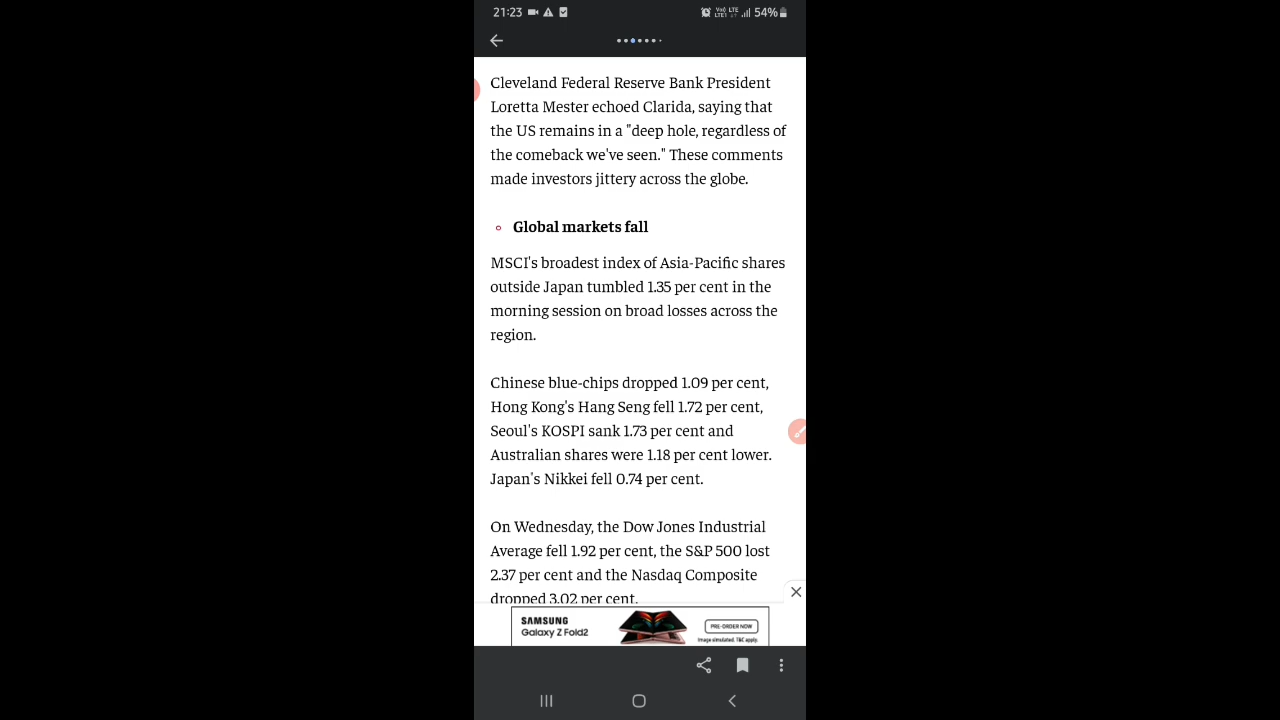 21:23
LTE 54%
Cleveland Federal Reserve Bank President
Loretta Mester echoed Clarida, saying that
the US remains in a "deep hole, regardless of
the comeback we've seen." These comments
made investors jittery across the globe.
Global markets fall
MSCI's broadest index of Asia-Pacific shares
outside Japan tumbled 1.35 per cent in the
morning session on broad losses across the
region.
Chinese blue-chips dropped 1.09 per cent,
Hong Kong's Hang Seng fell 1.72 per cent,
Seoul's KOSPI sank 1.73 per cent and
Australian shares were 1.18 per cent lower.
Japan's Nikkei fell 0.74 per cent.
On Wednesday, the Dow Jones Industrial
Average fell 1.92 per cent, the S&P 500 lost
2.37 per cent and the Nasdaq Composite
dropped 3.02 per cent.
SAMSUNG
Galaxy Z Fold2
PRE-ORDER NOW
Image simulated. T&C apply.